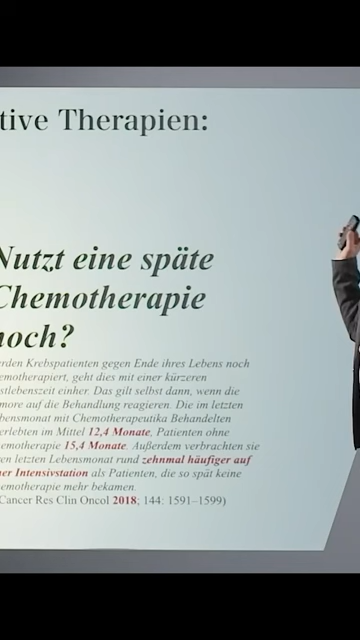 tive Therapien:
Nutzt eine späte
Chemotherapie
noch?
erden Krebspatienten gegen Ende ihres Lebens noch
emotherapiert, geht dies mit einer kürzeren
stlebenszeit einher. Das gilt selbst dann, wenn die
more auf die Behandlung reagieren. Die im letzten
bensmonat mit Chemotherapeutika Behandelten
erlebten im Mittel 12,4 Monate, Patienten ohne
emotherapie 15,4 Monate. Außerdem verbrachten sie
en letzten Lebensmonat rund zehnmal häufiger auf
er Intensivstation als Patienten, die so spät keine
emotherapie mehr bekamen.
Cancer Res Clin Oncol 2018; 144: 1591–1599)